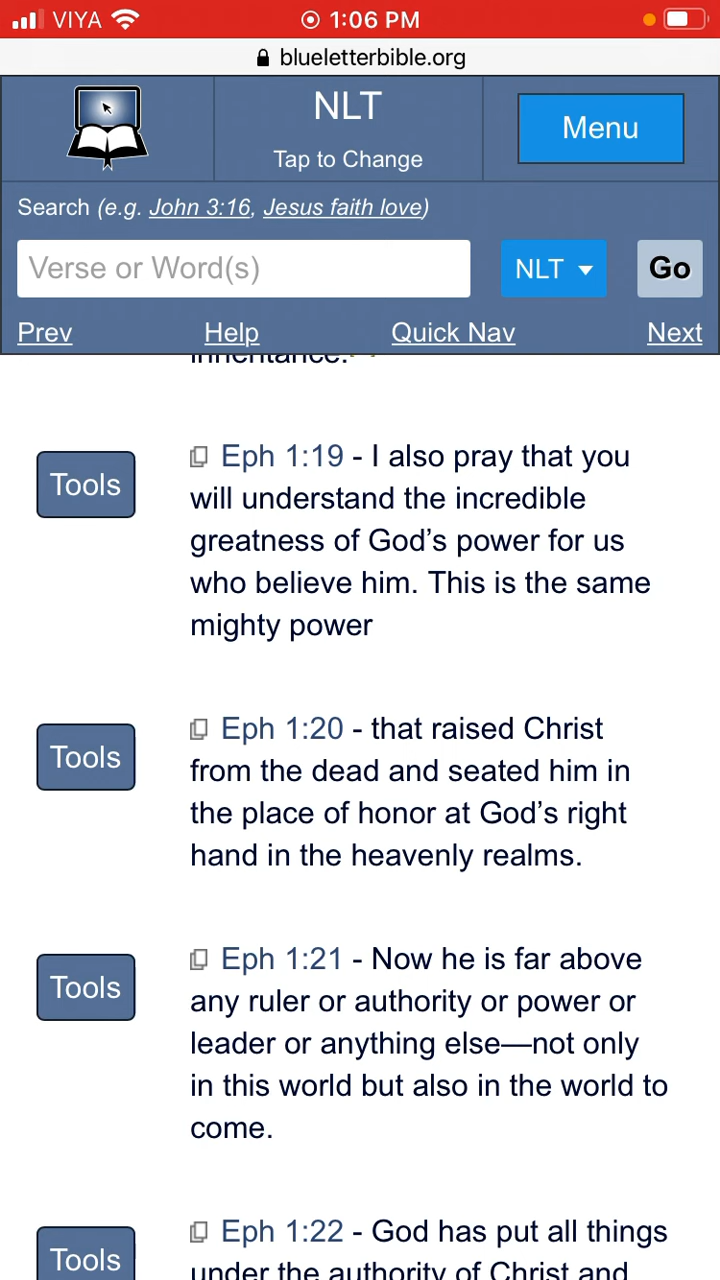 VIYA 1:06 PM
blueletterbible.org
NLT
Tap to Change
Menu
Search (e.g. John 3:16, Jesus faith love)
Verse or Word(s)
NLT
Go
Prev Help Quick Nav Next
inheritance.
Tools
Eph 1:19 - I also pray that you
will understand the incredible
greatness of God’s power for us
who believe him. This is the same
mighty power
Tools
Eph 1:20 - that raised Christ
from the dead and seated him in
the place of honor at God’s right
hand in the heavenly realms.
Tools
Eph 1:21 - Now he is far above
any ruler or authority or power or
leader or anything else—not only
in this world but also in the world to
come.
Tools
Eph 1:22 - God has put all things
under the authority of Christ and